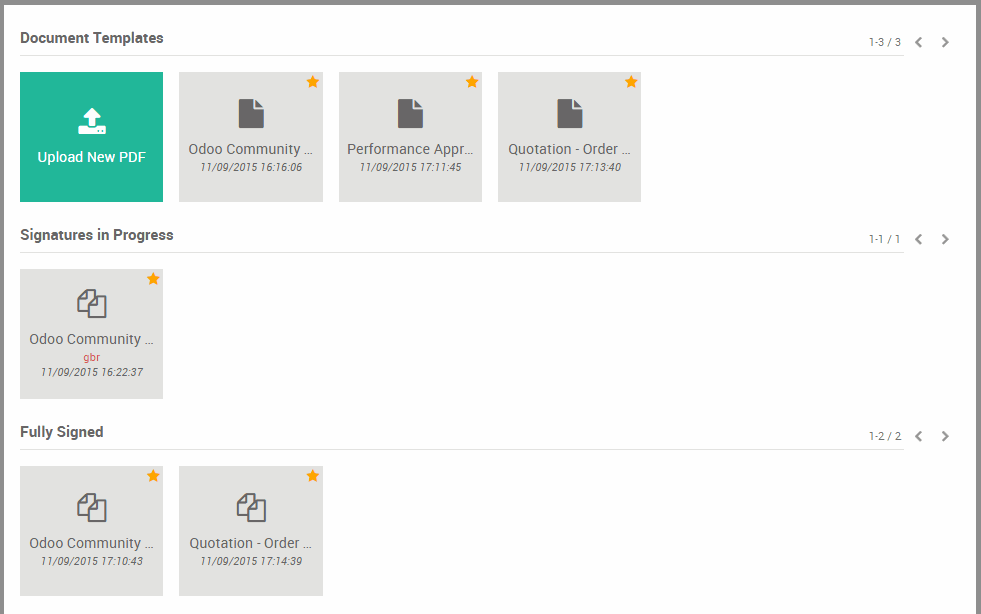 Document Templates
1-3 / 3
Upload New PDF
Odoo Community ...
11/09/2015 16:16:06
Performance Appr...
11/09/2015 17:11:45
Quotation - Order ...
11/09/2015 17:13:40
Signatures in Progress
1-1 / 1
Odoo Community ...
gbr
11/09/2015 16:22:37
Fully Signed
1-2 / 2
Odoo Community ...
11/09/2015 17:10:43
Quotation - Order ...
11/09/2015 17:14:39